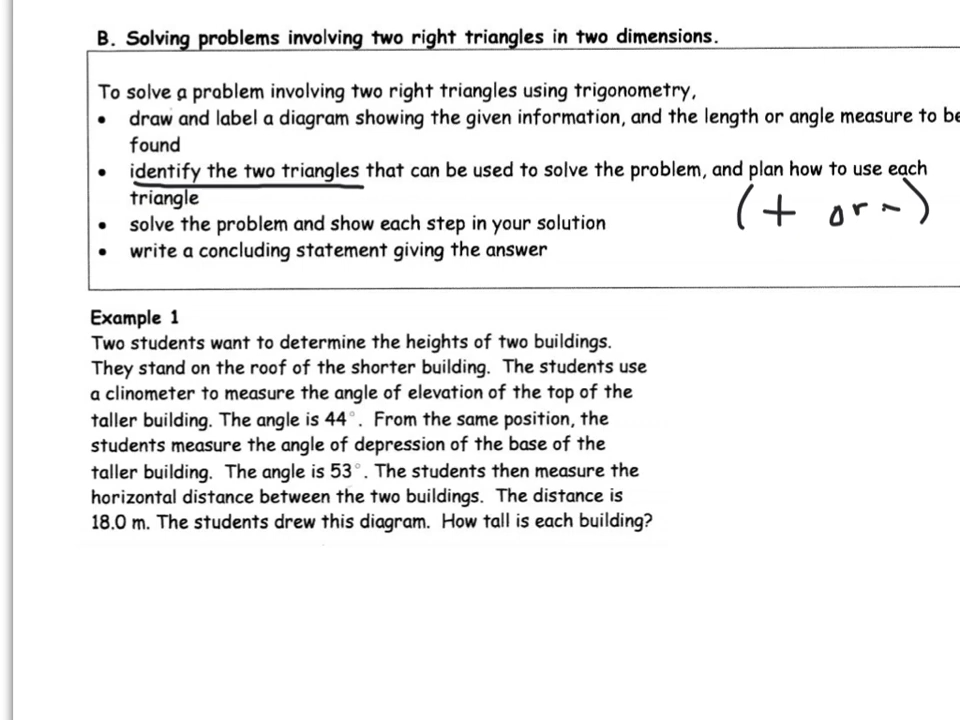 B. Solving problems involving two right triangles in two dimensions.
To solve a problem involving two right triangles using trigonometry,
• draw and label a diagram showing the given information, and the length or angle measure to be
found
• identify the two triangles that can be used to solve the problem, and plan how to use each
triangle
(+ or -)
• solve the problem and show each step in your solution
• write a concluding statement giving the answer
Example 1
Two students want to determine the heights of two buildings.
They stand on the roof of the shorter building. The students use
a clinometer to measure the angle of elevation of the top of the
taller building. The angle is 44°. From the same position, the
students measure the angle of depression of the base of the
taller building. The angle is 53°. The students then measure the
horizontal distance between the two buildings. The distance is
18.0 m. The students drew this diagram. How tall is each building?